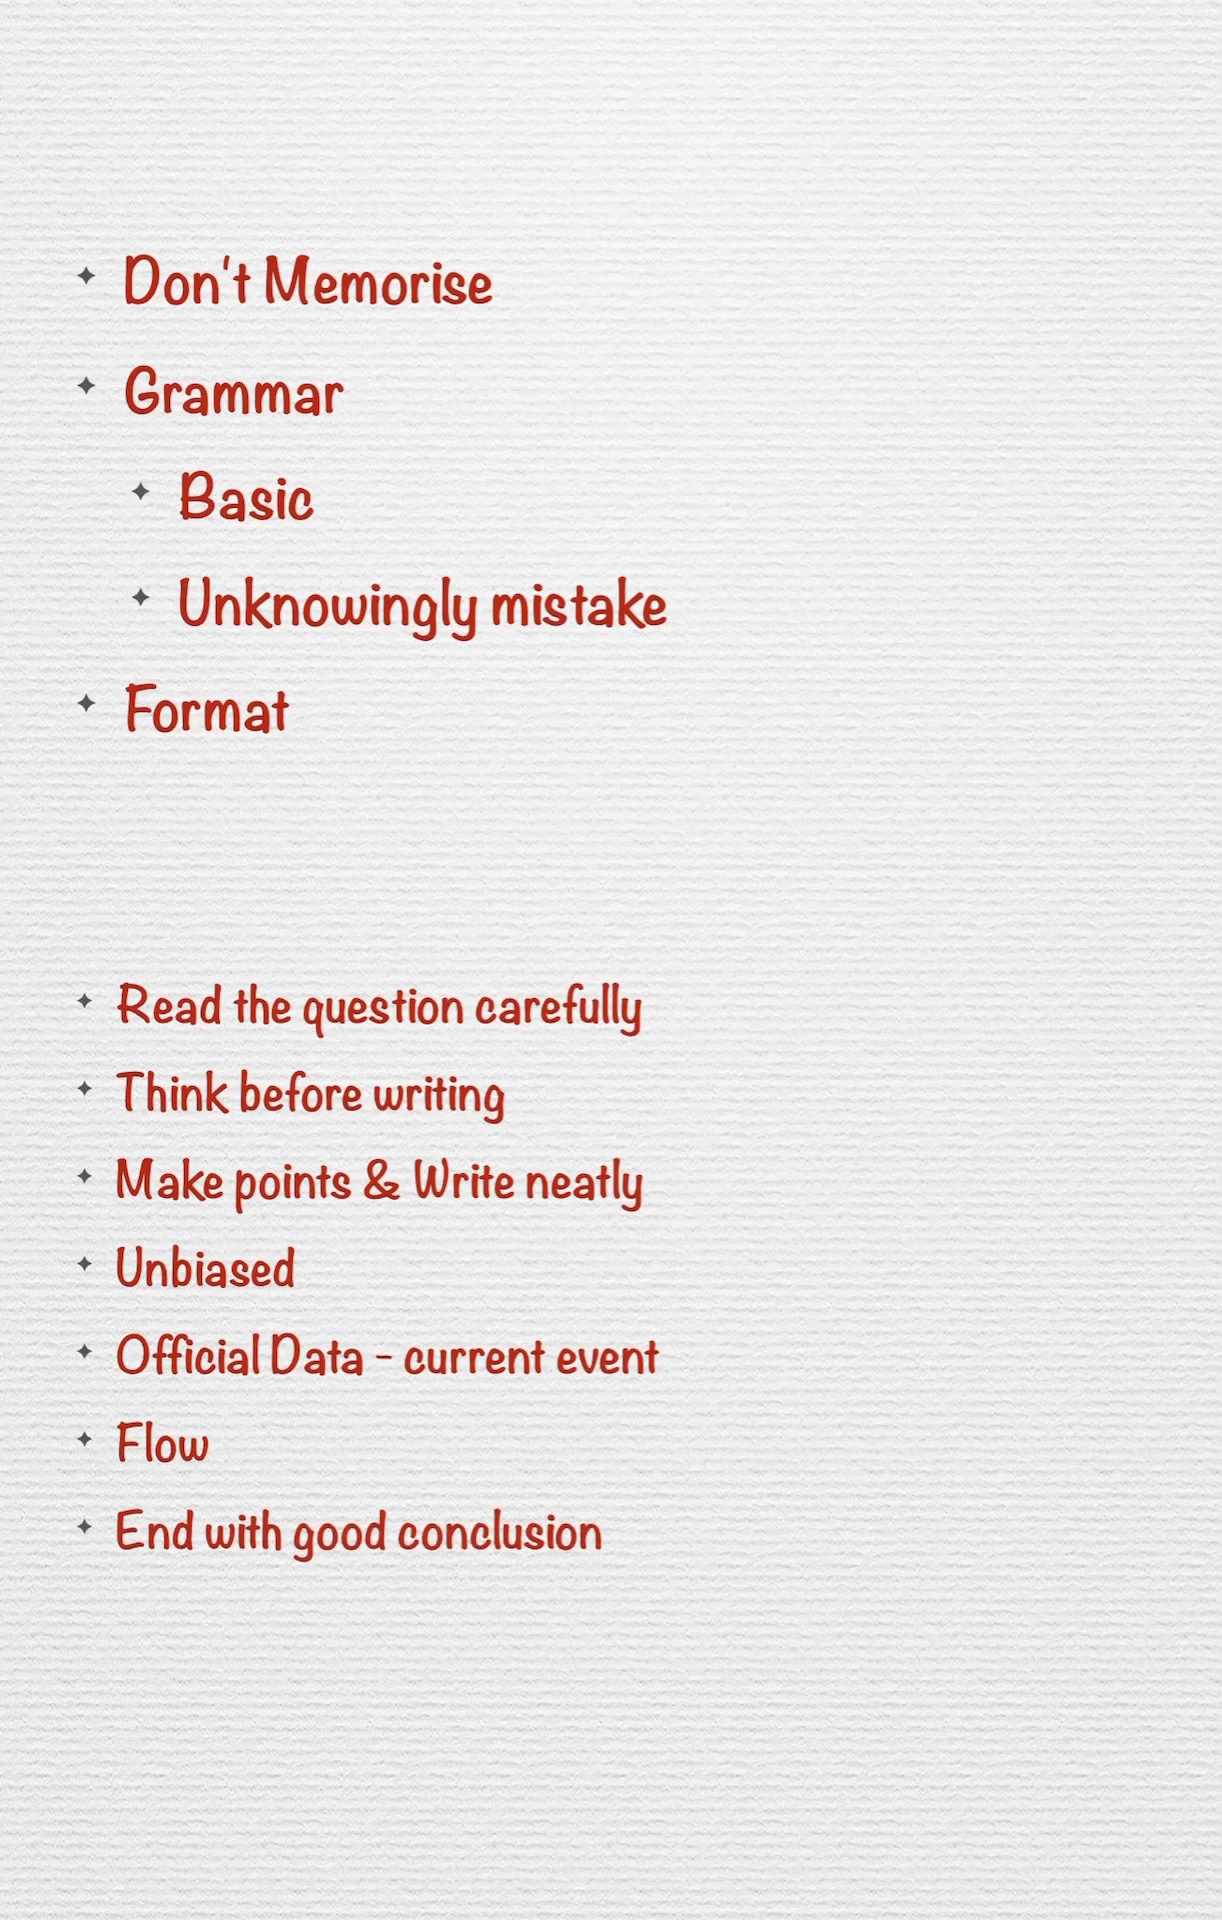 Don't Memorise
Grammar
Basic
Unknowingly mistake
Format
Read the question carefully
Think before writing
Make points & Write neatly
Unbiased
Official Data - current event
Flow
End with good conclusion